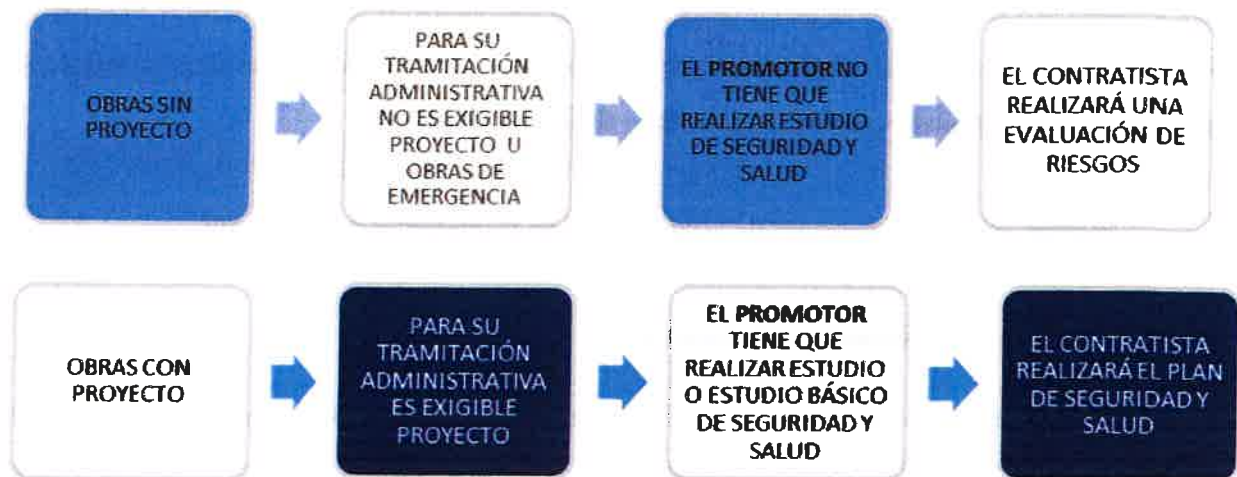 OBRAS SIN
PROYECTO
PARA SU
TRAMITACIÓN
ADMINISTRATIVA
NO ES EXIGIBLE
PROYECTO U
OBRAS DE
EMERGENCIA
EL PROMOTOR NO
TIENE QUE
REALIZAR ESTUDIO
DE SEGURIDAD Y
SALUD
EL CONTRATISTA
REALIZARÁ UNA
EVALUACIÓN DE
RIESGOS
OBRAS CON
PROYECTO
PARA SU
TRAMITACIÓN
ADMINISTRATIVA
ES EXIGIBLE
PROYECTO
EL PROMOTOR
TIENE QUE
REALIZAR ESTUDIO
O ESTUDIO BÁSICO
DE SEGURIDAD Y
SALUD
EL CONTRATISTA
REALIZARÁ EL PLAN
DE SEGURIDAD Y
SALUD